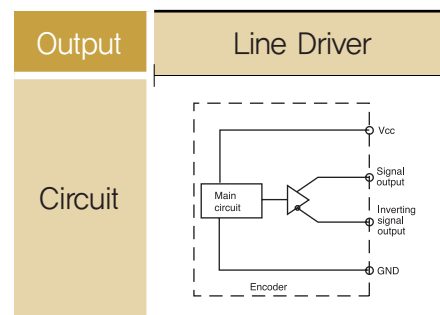 Output
Line Driver
Circuit
Vcc
Signal
output
Main
circuit
Inverting
signal
output
GND
Encoder